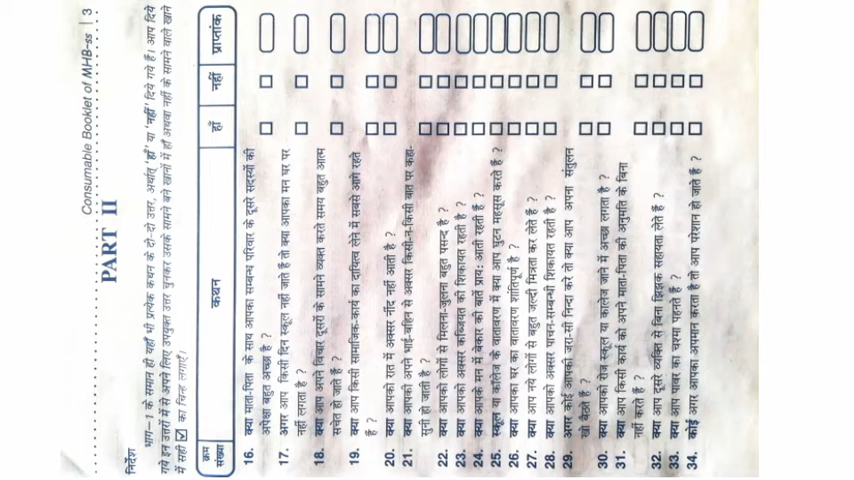 Consumable Booklet of MHB-ss | 3
PART II
निर्देश
भाग—1 के समान ही यहाँ भी प्रत्येक कथन के दो-दो उत्तर, अर्थात् 'हाँ' या 'नहीं' दिये गये हैं। आप दिये
गये इन उत्तरों में से अपने लिए उपयुक्त उत्तर चुनकर उसके सामने बने खानों में हाँ अथवा नहीं के सामने वाले खाने
में सही ☑ का चिन्ह लगाएँ।
क्रम संख्या कथन हाँ नहीं प्राप्तांक
16. क्या माता-पिता के साथ आपका सम्बन्ध परिवार के दूसरे सदस्यों की
अपेक्षा बहुत अच्छा है ?
17. अगर आप किसी दिन स्कूल नहीं जाते हैं तो क्या आपका मन घर पर
नहीं लगता है ?
18. क्या आप अपने विचार दूसरों के सामने व्यक्त करते समय बहुत आत्म
सचेत हो जाते हैं ?
19. क्या आप किसी सामाजिक-कार्य का दायित्व लेने में सबसे आगे रहते
हैं ?
20. क्या आपको रात में अक्सर नींद नहीं आती है ?
21. क्या आपकी अपने भाई-बहिन से अक्सर किसी-न-किसी बात पर कहा-
सुनी हो जाती है ?
22. क्या आपको लोगों से मिलना-जुलना बहुत पसन्द है ?
23. क्या आपको अक्सर कब्जियत की शिकायत रहती है ?
24. क्या आपके मन में बेकार की बातें प्रायः आती रहती हैं ?
25. स्कूल या कॉलेज के वातावरण में क्या आप घुटन महसूस करते हैं ?
26. क्या आपका घर का वातावरण शांतिपूर्ण है ?
27. क्या आप नये लोगों से बहुत जल्दी मित्रता कर लेते हैं ?
28. क्या आपको अक्सर पाचन-सम्बन्धी शिकायत रहती है ?
29. अगर कोई आपकी जरा-सी निन्दा करे तो क्या आप अपना संतुलन
खो बैठते हैं ?
30. क्या आपको रोज स्कूल या कालेज जाने में अच्छा लगता है ?
31. क्या आप किसी कार्य को अपने माता-पिता की अनुमति के बिना
नहीं करते हैं ?
32. क्या आप दूसरे व्यक्ति से बिना झिझक सहायता लेते हैं ?
33. क्या आप पावर का चश्मा पहनते हैं ?
34. कोई अगर आपका अपमान करता है तो आप परेशान हो जाते हैं ?